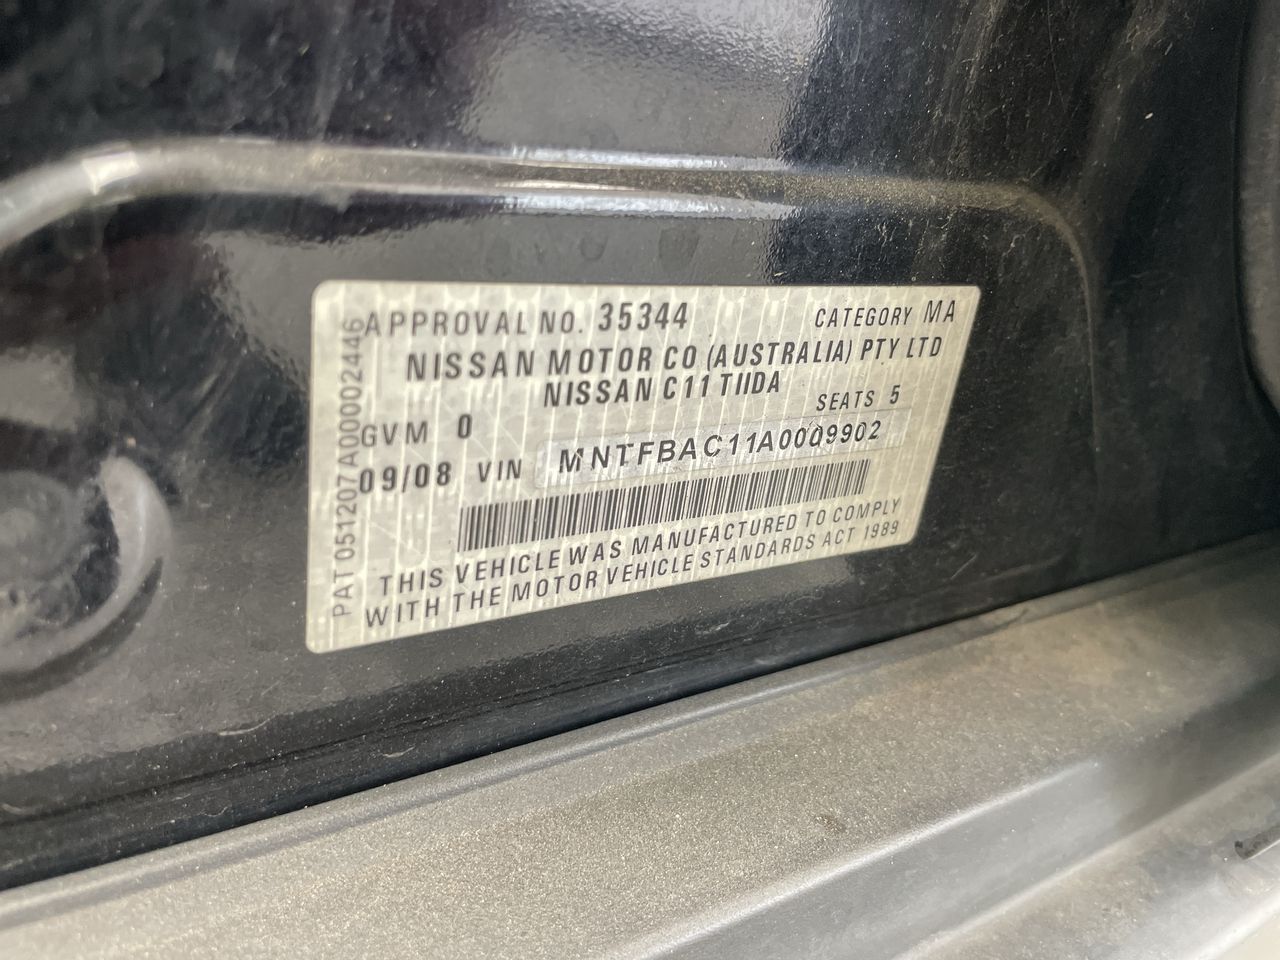 APPROVAL NO. 35344 CATEGORY MA
NISSAN MOTOR CO (AUSTRALIA) PTY LTD
NISSAN C11 TIIDA
SEATS 5
GVM 0
09/08 VIN MNTFBAC11A0009902
THIS VEHICLE WAS MANUFACTURED TO COMPLY
WITH THE MOTOR VEHICLE STANDARDS ACT 1989
PAT 051207A00002446